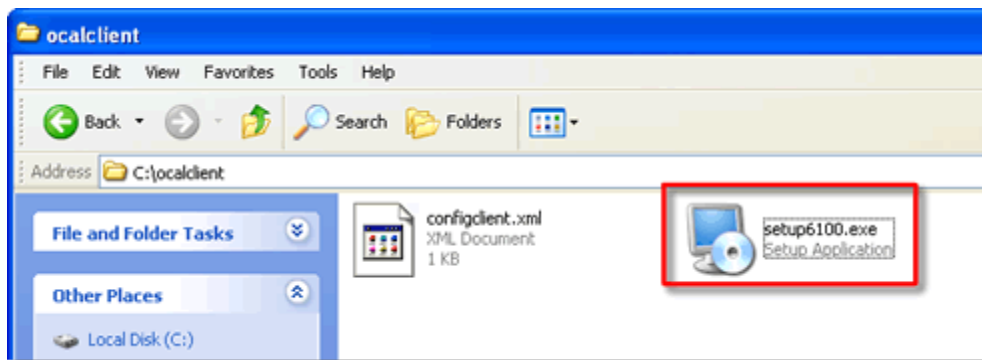 ocalclient
File Edit View Favorites Tools Help
Back Search Folders
Address C:\ocalclient
File and Folder Tasks
Other Places
Local Disk (C:)
configclient.xml
XML Document
1 KB
setup6100.exe
Setup Application